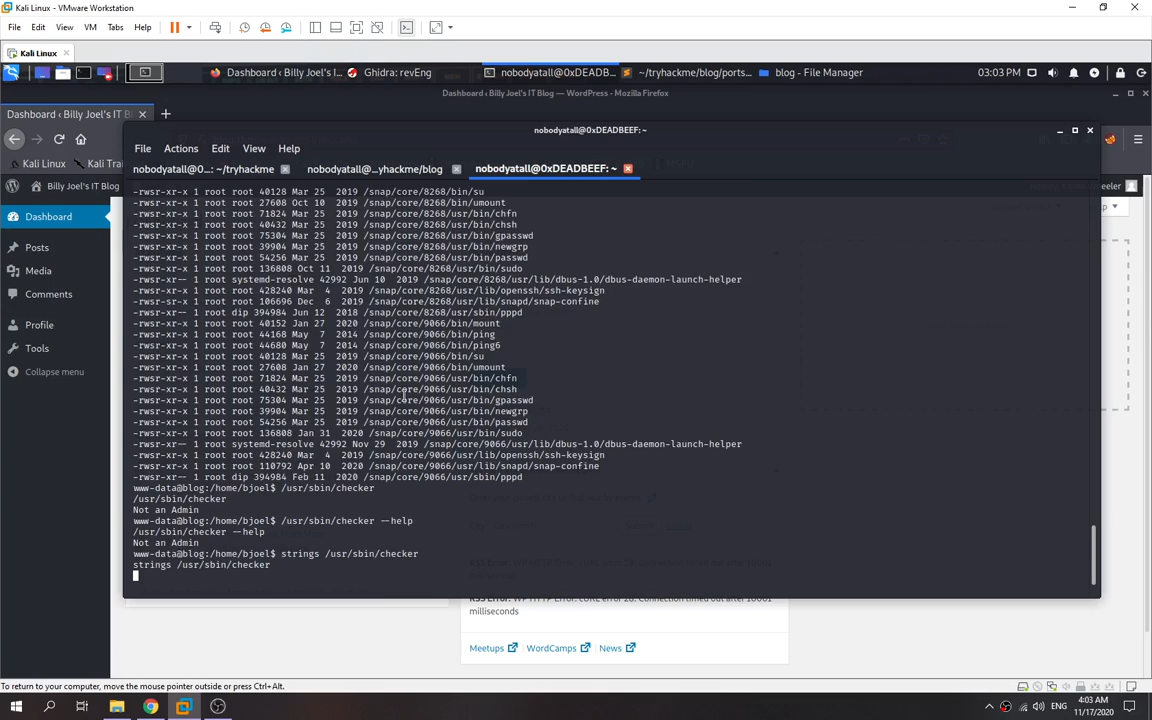 Kali Linux - VMware Workstation
File Edit View VM Tabs Help
Kali Linux
Dashboard ‹ Billy Joel's I... Ghidra: revEng nobodyatall@0xDEADB... ~/tryhackme/blog/ports... blog - File Manager 03:03 PM
Dashboard ‹ Billy Joel's IT Blog — WordPress - Mozilla Firefox
Dashboard ‹ Billy Joel's IT
nobodyatall@0xDEADBEEF: ~
File Actions Edit View Help
Kali Linux Kali Trai
nobodyatall@0...: ~/tryhackme nobodyatall@...yhackme/blog nobodyatall@0xDEADBEEF: ~
Billy Joel's IT Blog
Dashboard
Posts
Media
Comments
Profile
Tools
Collapse menu
-rwsr-xr-x 1 root root 40128 Mar 25 2019 /snap/core/8268/bin/su
-rwsr-xr-x 1 root root 27608 Oct 10 2019 /snap/core/8268/bin/umount
-rwsr-xr-x 1 root root 71824 Mar 25 2019 /snap/core/8268/usr/bin/chfn
-rwsr-xr-x 1 root root 40432 Mar 25 2019 /snap/core/8268/usr/bin/chsh
-rwsr-xr-x 1 root root 75304 Mar 25 2019 /snap/core/8268/usr/bin/gpasswd
-rwsr-xr-x 1 root root 39904 Mar 25 2019 /snap/core/8268/usr/bin/newgrp
-rwsr-xr-x 1 root root 54256 Mar 25 2019 /snap/core/8268/usr/bin/passwd
-rwsr-xr-x 1 root root 136808 Oct 11 2019 /snap/core/8268/usr/bin/sudo
-rwsr-xr-- 1 root systemd-resolve 42992 Jun 10 2019 /snap/core/8268/usr/lib/dbus-1.0/dbus-daemon-launch-helper
-rwsr-xr-x 1 root root 428240 Mar 4 2019 /snap/core/8268/usr/lib/openssh/ssh-keysign
-rwsr-xr-x 1 root root 106696 Dec 6 2019 /snap/core/8268/usr/lib/snapd/snap-confine
-rwsr-xr-- 1 root dip 394984 Jun 12 2018 /snap/core/8268/usr/sbin/pppd
-rwsr-xr-x 1 root root 40152 Jan 27 2020 /snap/core/9066/bin/mount
-rwsr-xr-x 1 root root 44168 May 7 2014 /snap/core/9066/bin/ping
-rwsr-xr-x 1 root root 44680 May 7 2014 /snap/core/9066/bin/ping6
-rwsr-xr-x 1 root root 40128 Mar 25 2019 /snap/core/9066/bin/su
-rwsr-xr-x 1 root root 27608 Jan 27 2020 /snap/core/9066/bin/umount
-rwsr-xr-x 1 root root 71824 Mar 25 2019 /snap/core/9066/usr/bin/chfn
-rwsr-xr-x 1 root root 40432 Mar 25 2019 /snap/core/9066/usr/bin/chsh
-rwsr-xr-x 1 root root 75304 Mar 25 2019 /snap/core/9066/usr/bin/gpasswd
-rwsr-xr-x 1 root root 39904 Mar 25 2019 /snap/core/9066/usr/bin/newgrp
-rwsr-xr-x 1 root root 54256 Mar 25 2019 /snap/core/9066/usr/bin/passwd
-rwsr-xr-x 1 root root 136808 Jan 31 2020 /snap/core/9066/usr/bin/sudo
-rwsr-xr-- 1 root systemd-resolve 42992 Nov 29 2019 /snap/core/9066/usr/lib/dbus-1.0/dbus-daemon-launch-helper
-rwsr-xr-x 1 root root 428240 Mar 4 2019 /snap/core/9066/usr/lib/openssh/ssh-keysign
-rwsr-xr-x 1 root root 110792 Apr 10 2020 /snap/core/9066/usr/lib/snapd/snap-confine
-rwsr-xr-- 1 root dip 394984 Feb 11 2020 /snap/core/9066/usr/sbin/pppd
www-data@blog:/home/bjoel$ /usr/sbin/checker
/usr/sbin/checker
Not an Admin
www-data@blog:/home/bjoel$ /usr/sbin/checker --help
/usr/sbin/checker --help
Not an Admin
www-data@blog:/home/bjoel$ strings /usr/sbin/checker
strings /usr/sbin/checker
milliseconds
Meetups WordCamps News
To return to your computer, move the mouse pointer outside or press Ctrl+Alt.
ENG
4:03 AM
11/17/2020